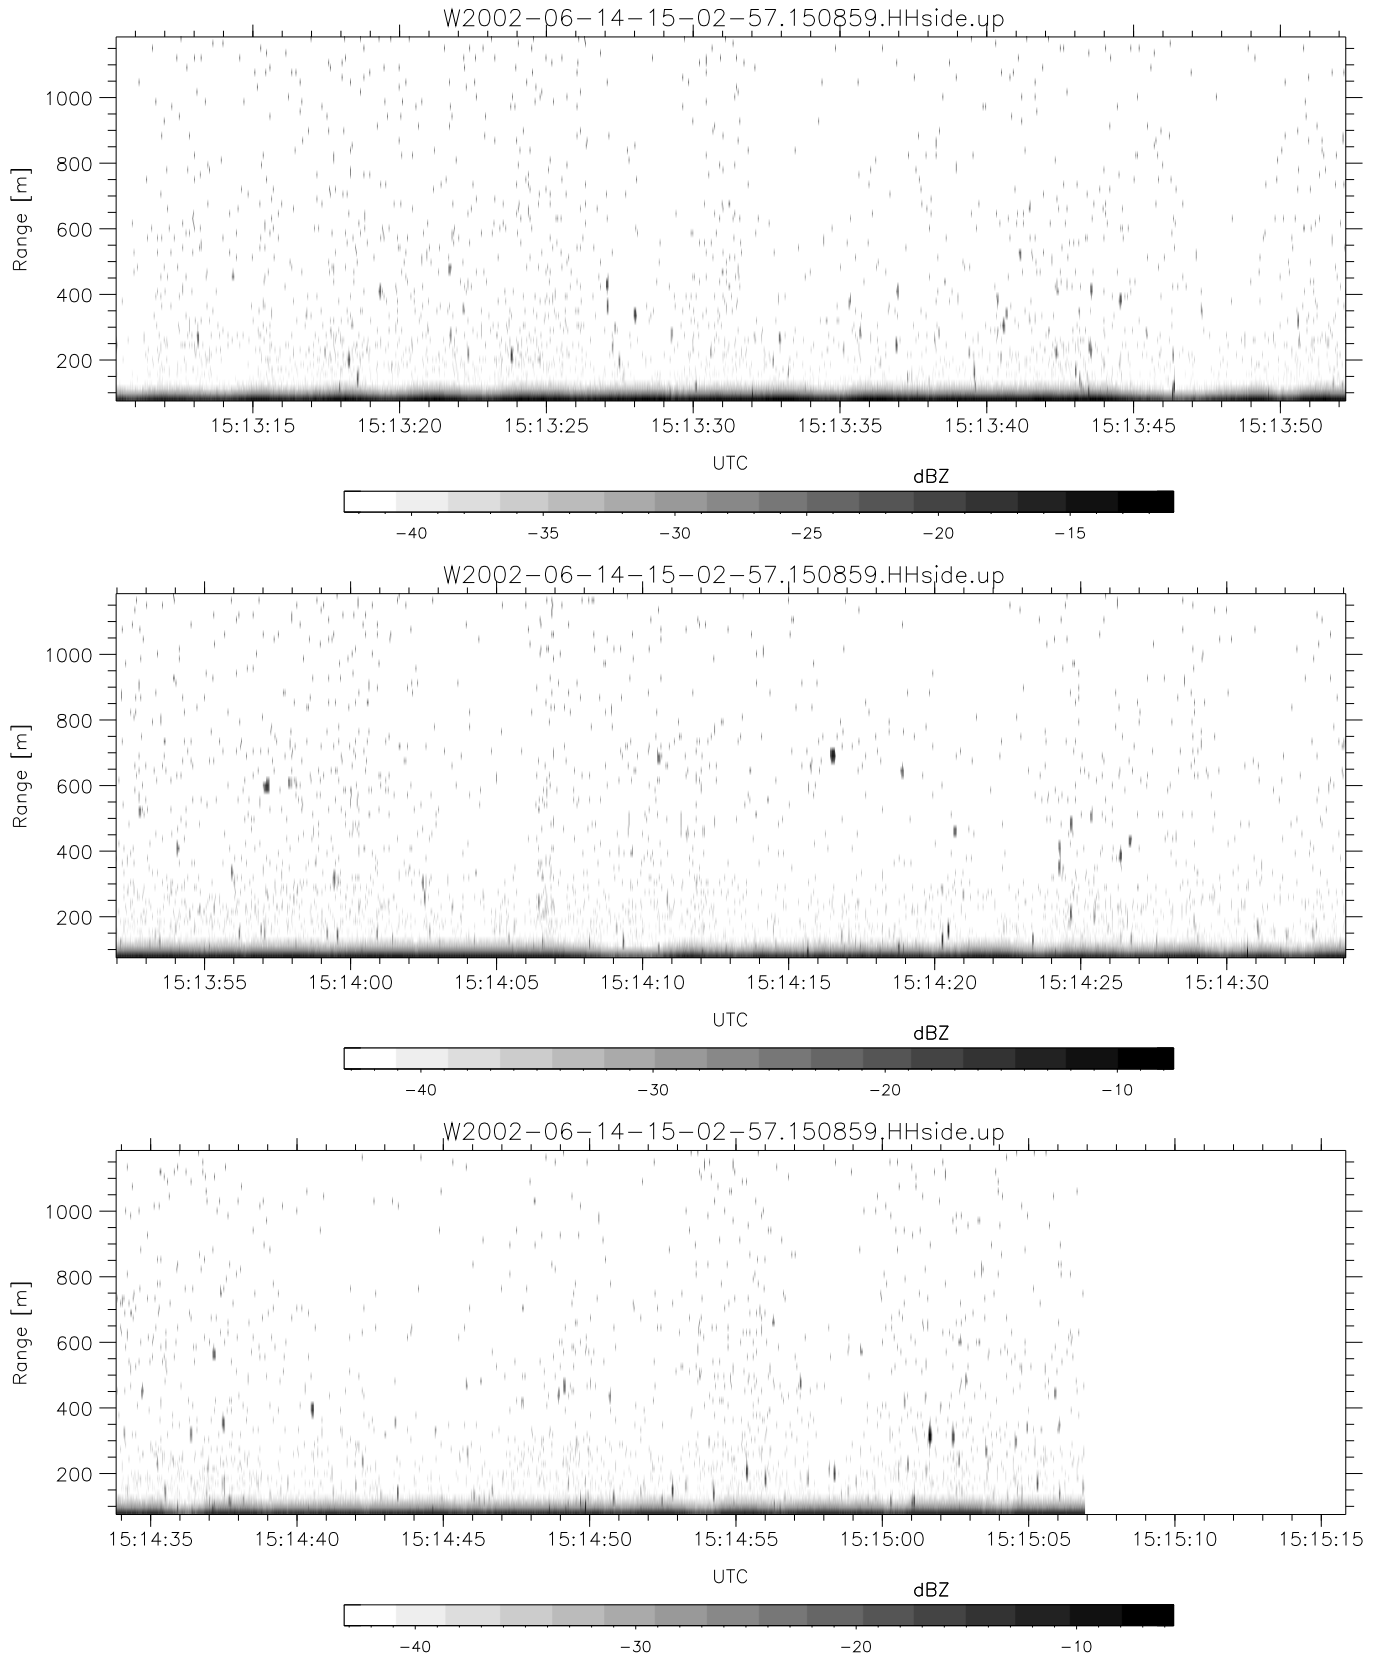 W2002-06-14-15-02-57.150859.HHside.up
1000
800
600
400
200
Range [m]
15:13:15 15:13:20 15:13:25 15:13:30 15:13:35 15:13:40 15:13:45 15:13:50
UTC
dBZ
-40 -35 -30 -25 -20 -15
W2002-06-14-15-02-57.150859.HHside.up
1000
800
600
400
200
Range [m]
15:13:55 15:14:00 15:14:05 15:14:10 15:14:15 15:14:20 15:14:25 15:14:30
UTC
dBZ
-40 -30 -20 -10
W2002-06-14-15-02-57.150859.HHside.up
1000
800
600
400
200
Range [m]
15:14:35 15:14:40 15:14:45 15:14:50 15:14:55 15:15:00 15:15:05 15:15:10 15:15:15
UTC
dBZ
-40 -30 -20 -10